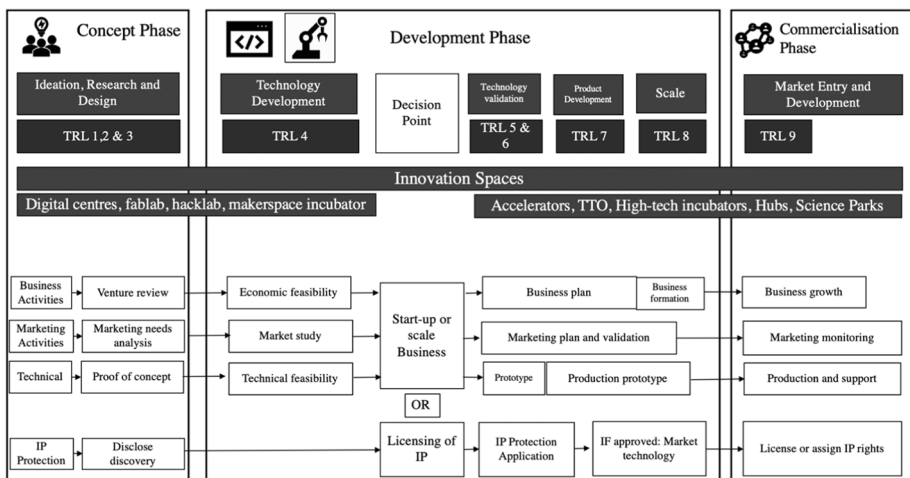 Concept Phase
Development Phase
Commercialisation
Phase
Ideation, Research and
Design
Technology
Development
Decision
Point
Technology
validation
Product
Development
Scale
Market Entry and
Development
TRL 1,2 & 3
TRL 4
TRL 5 &
6
TRL 7
TRL 8
TRL 9
Innovation Spaces
Digital centres, fablab, hacklab, makerspace incubator
Accelerators, TTO, High-tech incubators, Hubs, Science Parks
Business
Activities
Venture review
Economic feasibility
Start-up or
scale
Business
Business plan
Business
formation
Business growth
Marketing
Activities
Marketing needs
analysis
Market study
Marketing plan and validation
Marketing monitoring
Technical
Proof of concept
Technical feasibility
Prototype
Production prototype
Production and support
OR
IP
Protection
Disclose
discovery
Licensing of
IP
IP Protection
Application
IF approved: Market
technology
License or assign IP rights